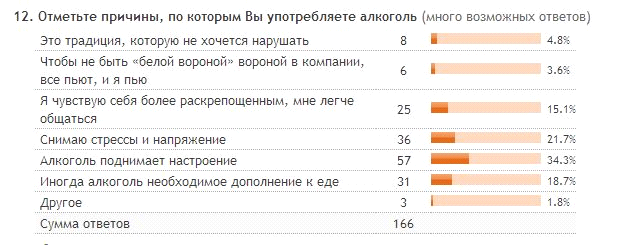 12. Отметьте причины, по которым Вы употребляете алкоголь (много возможных ответов)
Это традиция, которую не хочется нарушать 8 4.8%
Чтобы не быть «белой вороной» вороной в компании,
все пьют, и я пью 6 3.6%
Я чувствую себя более раскрепощенным, мне легче
общаться 25 15.1%
Снимаю стрессы и напряжение 36 21.7%
Алкоголь поднимает настроение 57 34.3%
Иногда алкоголь необходимое дополнение к еде 31 18.7%
Другое 3 1.8%
Сумма ответов 166